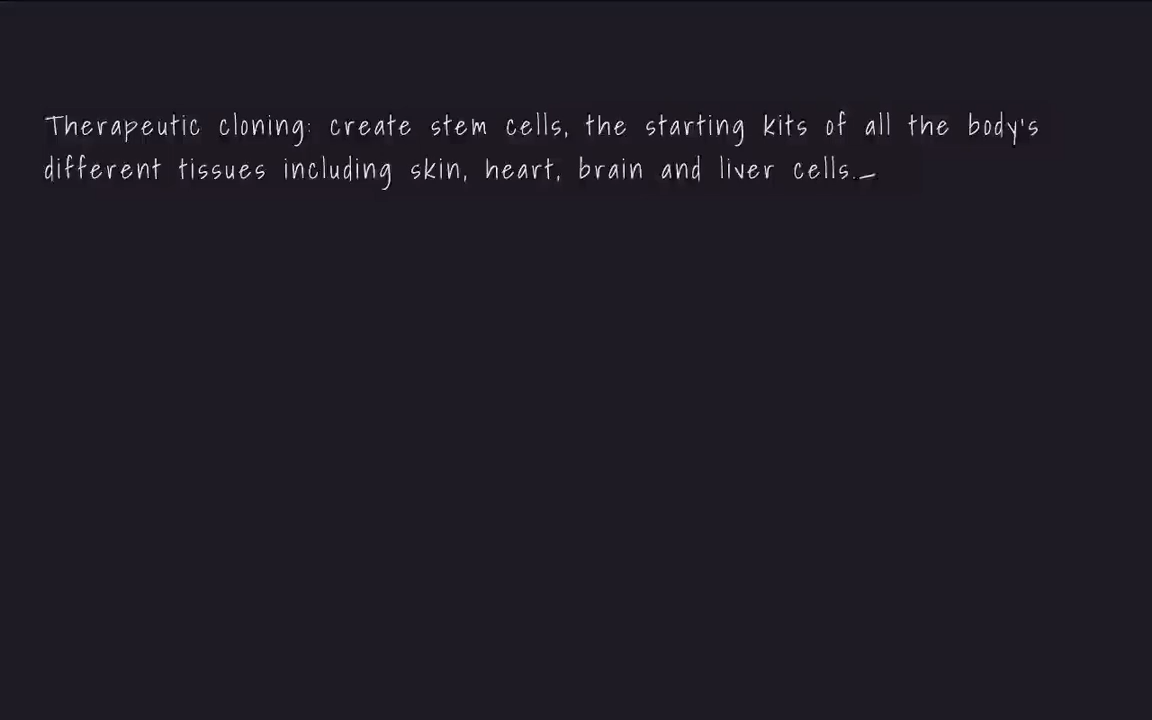 Therapeutic cloning: create stem cells, the starting kits of all the body's
different tissues including skin, heart, brain and liver cells._